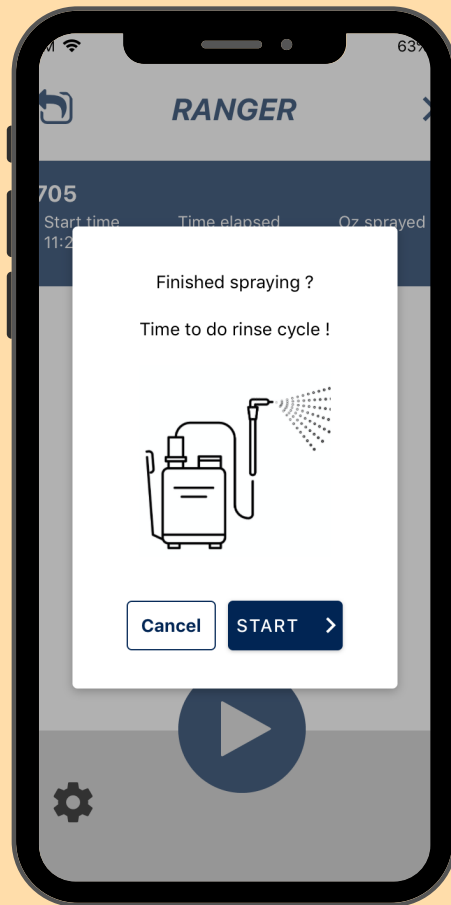 63%
RANGER
705
Start time
Time elapsed
Oz sprayed
11:2
Finished spraying ?
Time to do rinse cycle !
Cancel
START